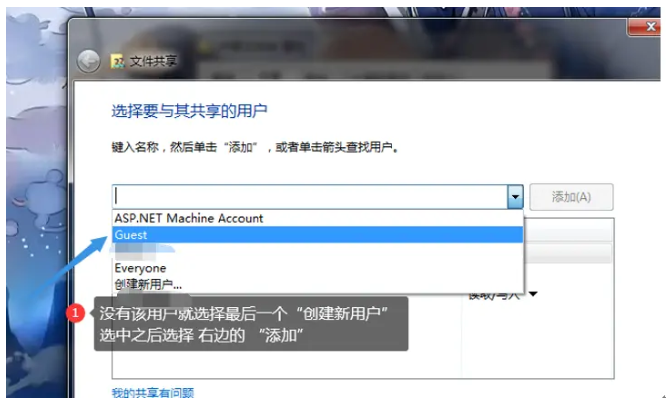 文件共享
选择要与其共享的用户
键入名称，然后单击“添加”，或者单击箭头查找用户。
添加(A)
ASP.NET Machine Account
Guest
Everyone
创建新用户...
读取/写入
1
没有该用户就选择最后一个“创建新用户”
选中之后选择 右边的 “添加”
我的共享有问题